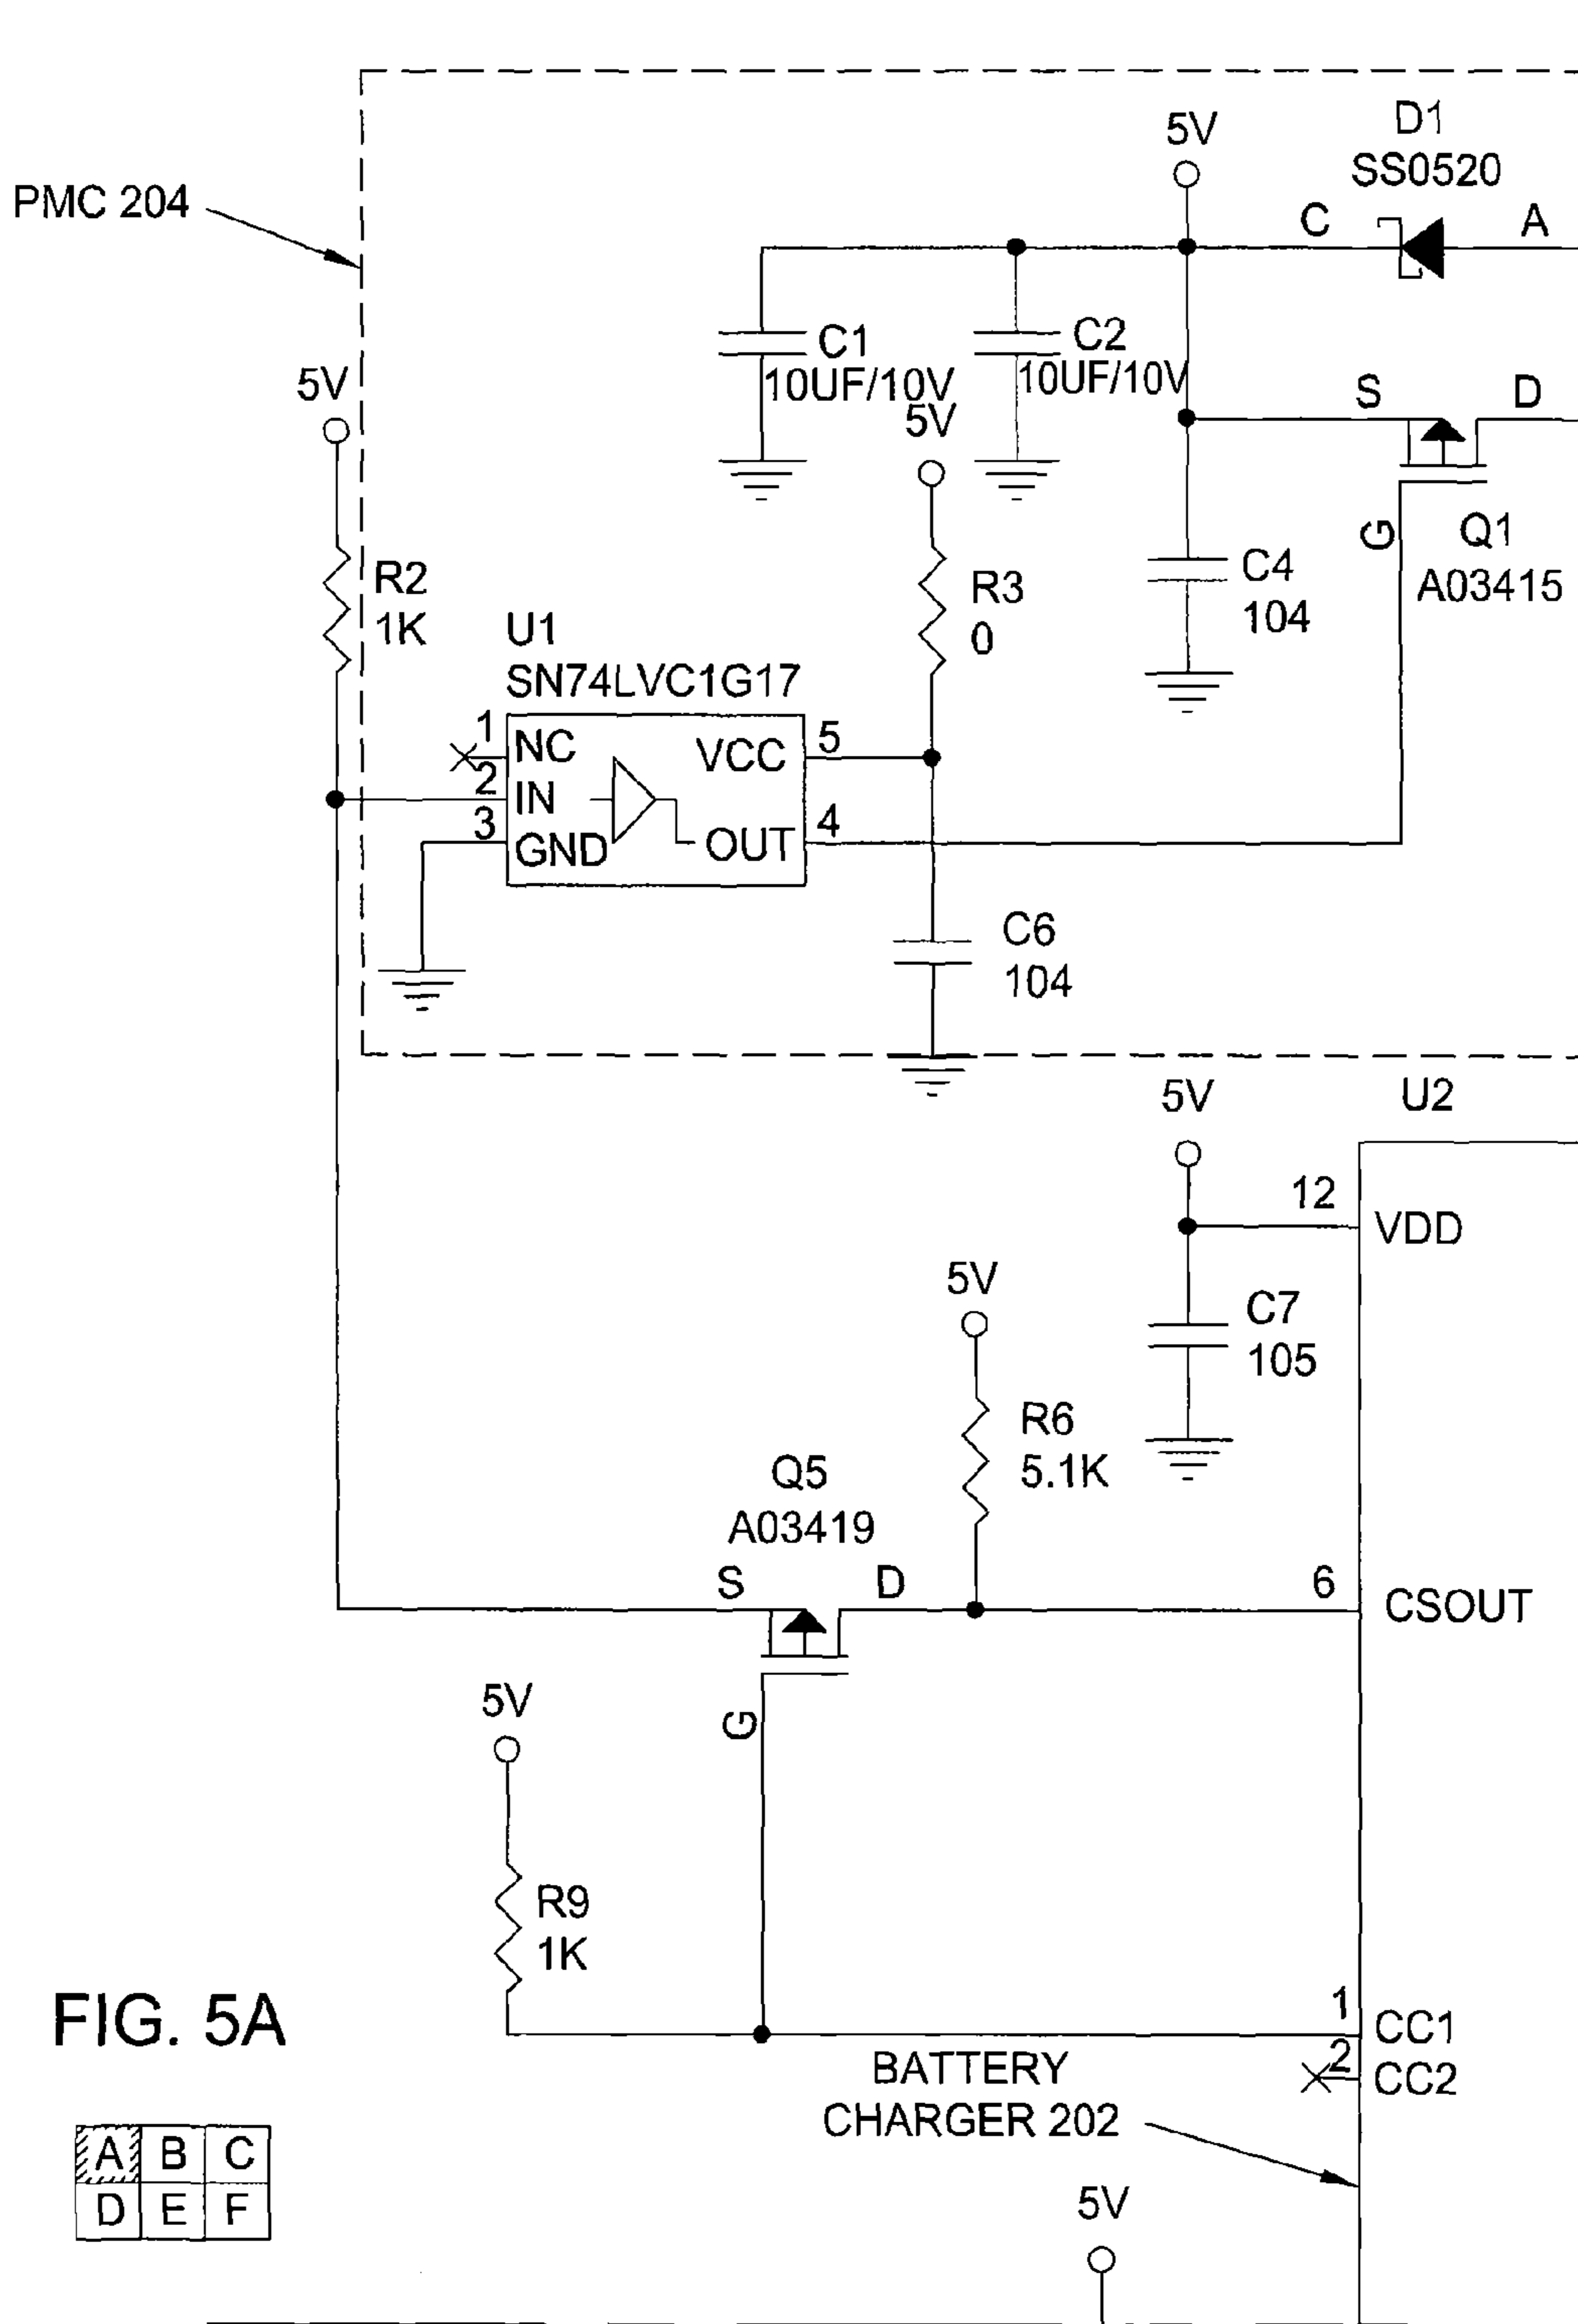 D1
5V
SS0520
PMC 204
C
A
C1
10UF/10V
C2
10UF/10V
5V
5V
S
D
G
Q1
A03415
R2
1K
R3
0
C4
104
U1
SN74LVC1G17
1
NC
VCC
5
2
IN
3
GND
OUT
4
C6
104
5V
U2
12
VDD
5V
C7
105
R6
5.1K
Q5
A03419
S
D
6
CSOUT
5V
G
R9
1K
FIG. 5A
1
CC1
2
CC2
BATTERY
CHARGER 202
A B C
D E F
5V